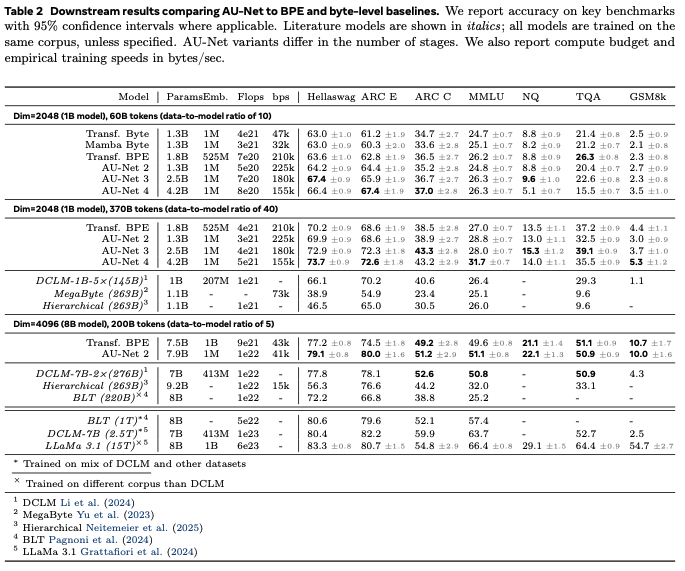 Table 2 Downstream results comparing AU-Net to BPE and byte-level baselines. We report accuracy on key benchmarks
with 95% confidence intervals where applicable. Literature models are shown in italics; all models are trained on the
same corpus, unless specified. AU-Net variants differ in the number of stages. We also report compute budget and
empirical training speeds in bytes/sec.
Model Params Emb. Flops bps Hellaswag ARC E ARC C MMLU NQ TQA GSM8k
Dim=2048 (1B model), 60B tokens (data-to-model ratio of 10)
Transf. Byte 1.3B 1M 4e21 47k 63.0 ±1.0 61.2 ±1.9 34.7 ±2.7 24.7 ±0.7 8.8 ±0.9 21.4 ±0.8 2.5 ±0.9
Mamba Byte 1.3B 1M 3e21 32k 63.0 ±0.9 60.3 ±2.0 33.6 ±2.8 25.1 ±0.7 8.2 ±0.9 21.2 ±0.7 2.1 ±0.8
Transf. BPE 1.8B 525M 7e20 210k 63.6 ±1.0 62.8 ±1.9 36.5 ±2.7 26.2 ±0.7 8.8 ±0.9 26.3 ±0.8 2.3 ±0.8
AU-Net 2 1.3B 1M 5e20 225k 64.2 ±0.9 64.4 ±1.9 35.2 ±2.8 24.8 ±0.7 8.8 ±0.9 20.4 ±0.7 2.7 ±0.9
AU-Net 3 2.5B 1M 7e20 180k 67.4 ±0.9 65.9 ±1.9 36.7 ±2.7 26.3 ±0.7 9.6 ±1.0 22.6 ±0.8 2.3 ±0.8
AU-Net 4 4.2B 1M 8e20 155k 66.4 ±0.9 67.4 ±1.9 37.0 ±2.8 26.3 ±0.7 5.1 ±0.7 15.5 ±0.7 3.5 ±1.0
Dim=2048 (1B model), 370B tokens (data-to-model ratio of 40)
Transf. BPE 1.8B 525M 4e21 210k 70.2 ±0.9 68.6 ±1.9 38.5 ±2.8 27.0 ±0.7 13.5 ±1.1 37.2 ±0.9 4.4 ±1.1
AU-Net 2 1.3B 1M 3e21 225k 69.9 ±0.9 68.6 ±1.9 38.9 ±2.7 28.8 ±0.7 13.0 ±1.1 32.5 ±0.9 3.0 ±0.9
AU-Net 3 2.5B 1M 4e21 180k 72.9 ±0.9 72.3 ±1.8 43.3 ±2.8 28.0 ±0.7 15.3 ±1.2 39.1 ±0.9 3.7 ±1.0
AU-Net 4 4.2B 1M 5e21 155k 73.7 ±0.9 72.6 ±1.8 43.2 ±2.9 31.7 ±0.7 14.0 ±1.1 35.5 ±0.9 5.3 ±1.2
DCLM-1B-5×(145B)1 1B 207M 1e21 - 66.1 70.2 40.6 26.4 - 29.3 1.1
MegaByte (263B)2 1.1B - - 73k 38.9 54.9 23.4 25.1 - 9.6
Hierarchical (263B)3 1.1B - 1e21 - 46.5 65.0 30.5 26.0 - 9.6 -
Dim=4096 (8B model), 200B tokens (data-to-model ratio of 5)
Transf. BPE 7.5B 1B 9e21 43k 77.2 ±0.8 74.5 ±1.8 49.2 ±2.8 49.6 ±0.8 21.1 ±1.4 51.1 ±0.9 10.7 ±1.7
AU-Net 2 7.9B 1M 1e22 41k 79.1 ±0.8 80.0 ±1.6 51.2 ±2.9 51.1 ±0.8 22.1 ±1.3 50.9 ±0.9 10.0 ±1.6
DCLM-7B-2×(276B)1 7B 413M 1e22 - 77.8 78.1 52.6 50.8 - 50.9 4.3
Hierarchical (263B)3 9.2B - 1e22 15k 56.3 76.6 44.2 32.0 - 33.1 -
BLT (220B)×4 8B - 1e22 - 72.2 66.8 38.8 25.2 - - -
BLT (1T)*4 8B - 5e22 - 80.6 79.6 52.1 57.4 - - -
DCLM-7B (2.5T)*5 7B 413M 1e23 - 80.4 82.2 59.9 63.7 - 52.7 2.5
LLaMa 3.1 (15T)×5 8B 1B 6e23 - 83.3 ±0.8 80.7 ±1.5 54.8 ±2.9 66.4 ±0.8 29.1 ±1.5 64.4 ±0.9 54.7 ±2.7
* Trained on mix of DCLM and other datasets
× Trained on different corpus than DCLM
1 DCLM Li et al. (2024)
2 MegaByte Yu et al. (2023)
3 Hierarchical Neitemeier et al. (2025)
4 BLT Pagnoni et al. (2024)
5 LLaMa 3.1 Grattafiori et al. (2024)